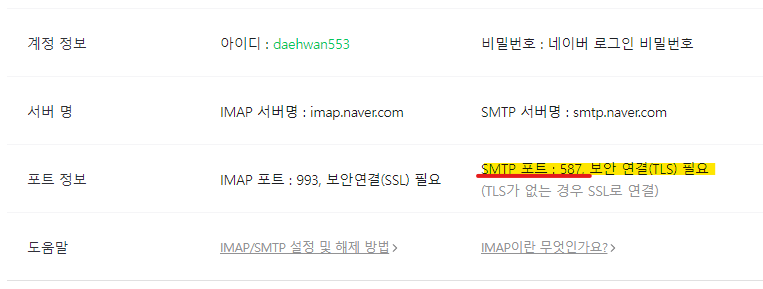 계정 정보
아이디 : daehwan553
비밀번호 : 네이버 로그인 비밀번호
서버 명
IMAP 서버명 : imap.naver.com
SMTP 서버명 : smtp.naver.com
포트 정보
IMAP 포트 : 993, 보안연결(SSL) 필요
SMTP 포트 : 587, 보안 연결(TLS) 필요
(TLS가 없는 경우 SSL로 연결)
도움말
IMAP/SMTP 설정 및 해제 방법 >
IMAP이란 무엇인가요? >